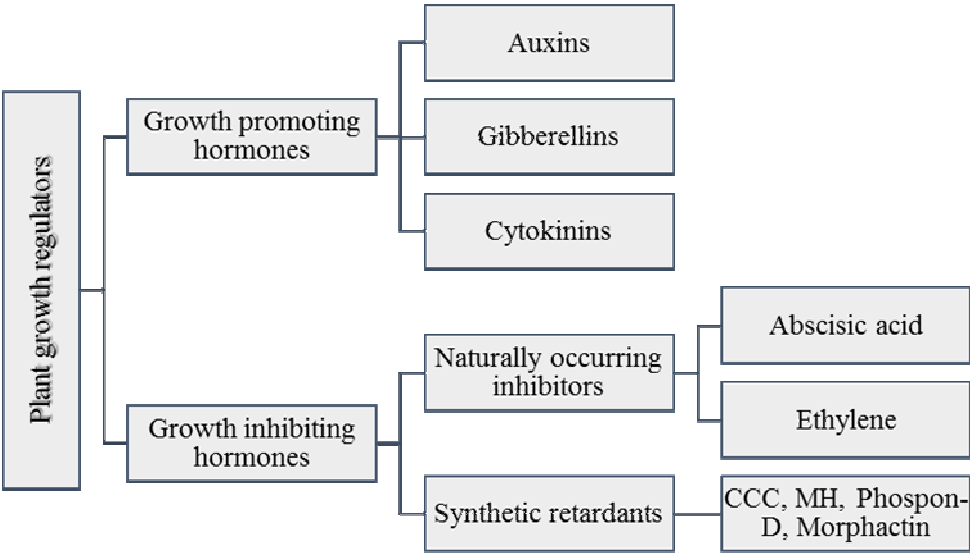 Plant growth regulators
Growth promoting
hormones
Auxins
Gibberellins
Cytokinins
Growth inhibiting
hormones
Naturally occurring
inhibitors
Abscisic acid
Ethylene
Synthetic retardants
CCC, MH, Phospon-
D, Morphactin